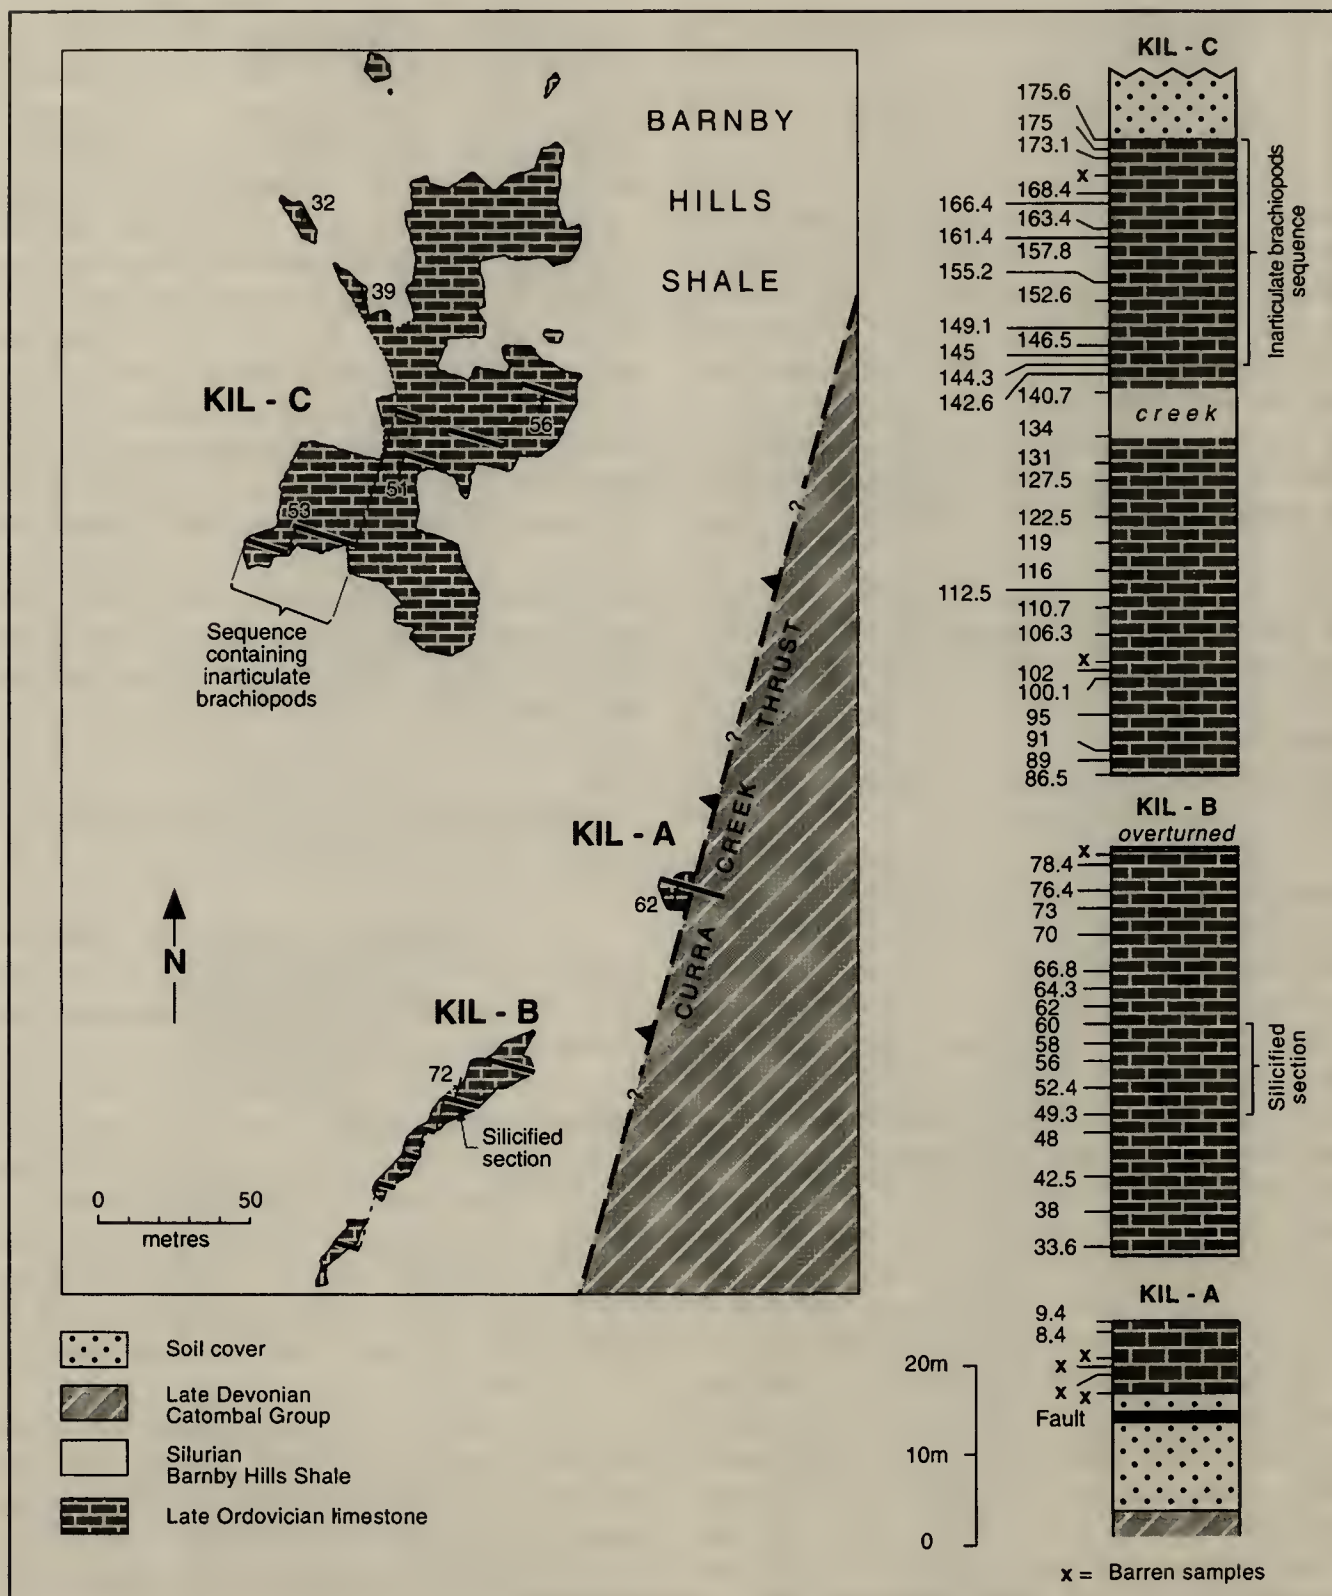 BARNBY
HILLS
SHALE
32
39
KIL - C
56
51
53
Sequence
containing
inarticulate
brachiopods
CURRA CREEK THRUST
?
?
?
KIL - A
62
N
KIL - B
72
Silicified
section
0 50
metres
Soil cover
Late Devonian
Catombal Group
Silurian
Barnby Hills Shale
Late Ordovician limestone
KIL - C
175.6
175
173.1
x
168.4
166.4
163.4
161.4
157.8
155.2
152.6
149.1
146.5
145
144.3
142.6
140.7
creek
134
131
127.5
122.5
119
116
112.5
110.7
106.3
x
102
100.1
95
91
89
86.5
Inarticulate brachiopods
sequence
KIL - B
overturned
x
78.4
76.4
73
70
66.8
64.3
62
60
58
56
52.4
49.3
48
42.5
38
33.6
Silicified
section
KIL - A
9.4
8.4
x
x
x x
Fault
20m
10m
0
x = Barren samples